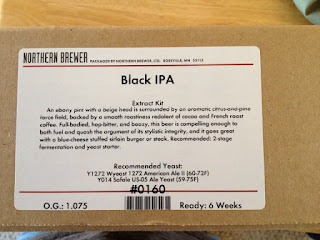 NORTHERN BREWER PACKAGED BY NORTHERN BREWER, LTD. ROSEVILLE, MN 55113
Black IPA
Extract Kit
An ebony pint with a beige head is surrounded by an aromatic citrus-and-pine
force field, backed by a smooth roastiness redolent of cacao and French roast
coffee. Full-bodied, hop-bitter, and boozy, this beer is compelling enough to
both fuel and quash the argument of its stylistic integrity, and it goes great
with a blue-cheese stuffed sirloin burger or steak. Recommended: 2-stage
fermentation and yeast starter.
Recommended Yeast:
Y1272 Wyeast 1272 American Ale II (60-72F)
Y014 Safale US-05 Ale Yeast (59-75F)
#0160
O.G.: 1.075
Ready: 6 Weeks